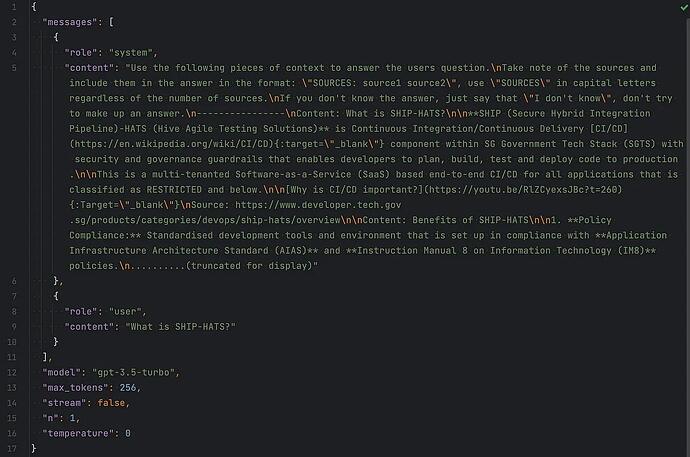 1 {
2 "messages": [
3 {
4 "role": "system",
5 "content": "Use the following pieces of context to answer the users question.\nTake note of the sources and
include them in the answer in the format: \"SOURCES: source1 source2\", use \"SOURCES\" in capital letters
regardless of the number of sources.\nIf you don't know the answer, just say that \"I don't know\", don't try
to make up an answer.\n----------------\nContent: What is SHIP-HATS?\n\n**SHIP (Secure Hybrid Integration
Pipeline)-HATS (Hive Agile Testing Solutions)** is Continuous Integration/Continuous Delivery [CI/CD]
(https://en.wikipedia.org/wiki/CI/CD){:target=\"_blank\"} component within SG Government Tech Stack (SGTS) with
security and governance guardrails that enables developers to plan, build, test and deploy code to production
.\n\nThis is a multi-tenanted Software-as-a-Service (SaaS) based end-to-end CI/CD for all applications that is
classified as RESTRICTED and below.\n\n[Why is CI/CD important?](https://youtu.be/RlZCyexsJBc?t=260)
{:Target=\"_blank\"}\nSource: https://www.developer.tech.gov
.sg/products/categories/devops/ship-hats/overview\n\nContent: Benefits of SHIP-HATS\n\n1. **Policy
Compliance:** Standardised development tools and environment that is set up in compliance with **Application
Infrastructure Architecture Standard (AIAS)** and **Instruction Manual 8 on Information Technology (IM8)**
policies.\n..........(truncated for display)"
6 },
7 {
8 "role": "user",
9 "content": "What is SHIP-HATS?"
10 }
11 ],
12 "model": "gpt-3.5-turbo",
13 "max_tokens": 256,
14 "stream": false,
15 "n": 1,
16 "temperature": 0
17 }